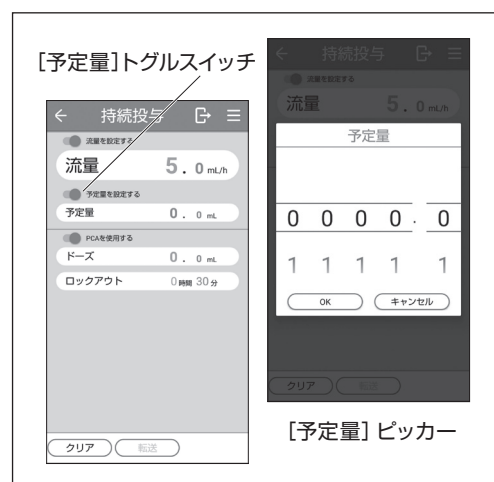 [予定量]トグルスイッチ
持続投与
流量を設定する
流量 5.0 mL/h
予定量を設定する
予定量 0.0 mL
PCAを使用する
ドーズ 0.0 mL
ロックアウト 0時間30分
クリア 転送
持続投与
流量を設定する
流量 5.0 mL/h
予定量
0 0 0 0 . 0
1 1 1 1 1
OK キャンセル
クリア 転送
[予定量] ピッカー